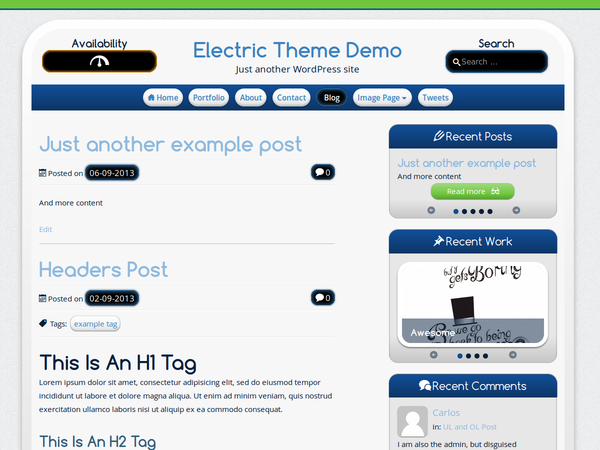 Availability
Electric Theme Demo
Just another WordPress site
Search
Search ...
Home
Portfolio
About
Contact
Blog
Image Page
Tweets
Just another example post
Posted on 06-09-2013
0
And more content
Edit
Headers Post
Posted on 02-09-2013
0
Tags: example tag
This Is An H1 Tag
Lorem ipsum dolor sit amet, consectetur adipisicing elit, sed do eiusmod tempor
incididunt ut labore et dolore magna aliqua. Ut enim ad minim veniam, quis nostrud
exercitation ullamco laboris nisi ut aliquip ex ea commodo consequat.
This Is An H2 Tag
Recent Posts
Just another example post
And more content
Read more
Recent Work
Boring
Awesome
to being
Recent Comments
Carlos
in: UL and OL Post
I am also the admin, but disguised